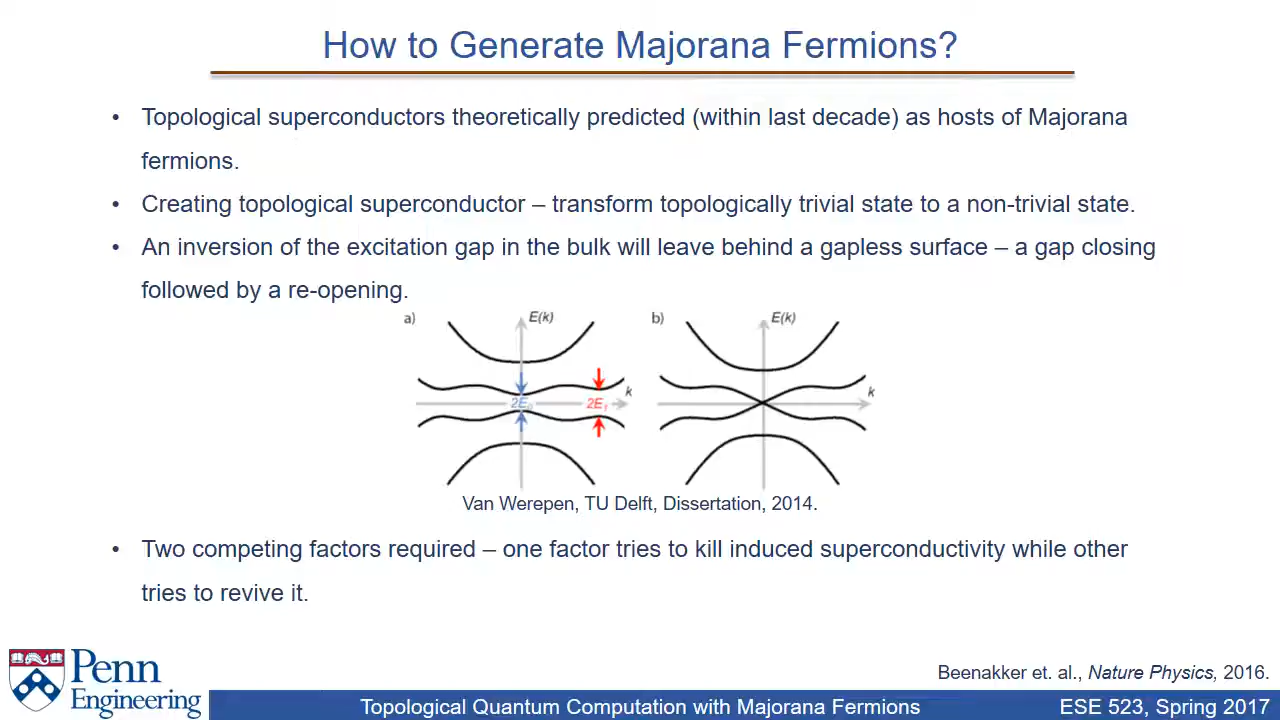 How to Generate Majorana Fermions?
• Topological superconductors theoretically predicted (within last decade) as hosts of Majorana
fermions.
• Creating topological superconductor – transform topologically trivial state to a non-trivial state.
• An inversion of the excitation gap in the bulk will leave behind a gapless surface – a gap closing
followed by a re-opening.
a) E(k) b) E(k)
k k
2E₀ 2E₁
Van Werepen, TU Delft, Dissertation, 2014.
• Two competing factors required – one factor tries to kill induced superconductivity while other
tries to revive it.
Beenakker et. al., Nature Physics, 2016.
Penn
Engineering
Topological Quantum Computation with Majorana Fermions ESE 523, Spring 2017